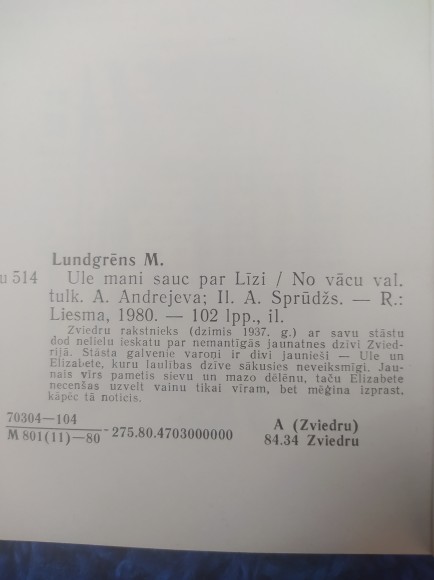 Lundgrēns M.
u 514 Ule mani sauc par Līzi / No vācu val.
tulk. A. Andrejeva; Il. A. Sprūdžs. — R.:
Liesma, 1980. — 102 lpp., il.
Zviedru rakstnieks (dzimis 1937. g.) ar savu stāstu
dod nelielu ieskatu par nemantīgās jaunatnes dzīvi Zvied-
rijā. Stāsta galvenie varoņi ir divi jaunieši — Ule un
Elizabete, kuru laulības dzīve sākusies neveiksmīgi. Jau-
nais vīrs pametis sievu un mazo dēlēnu, taču Elizabete
necenšas uzvelt vainu tikai vīram, bet mēģina izprast,
kāpēc tā noticis.
70304—104
M 801(11)—80 - 275.80.4703000000
A (Zviedru)
84.34 Zviedru